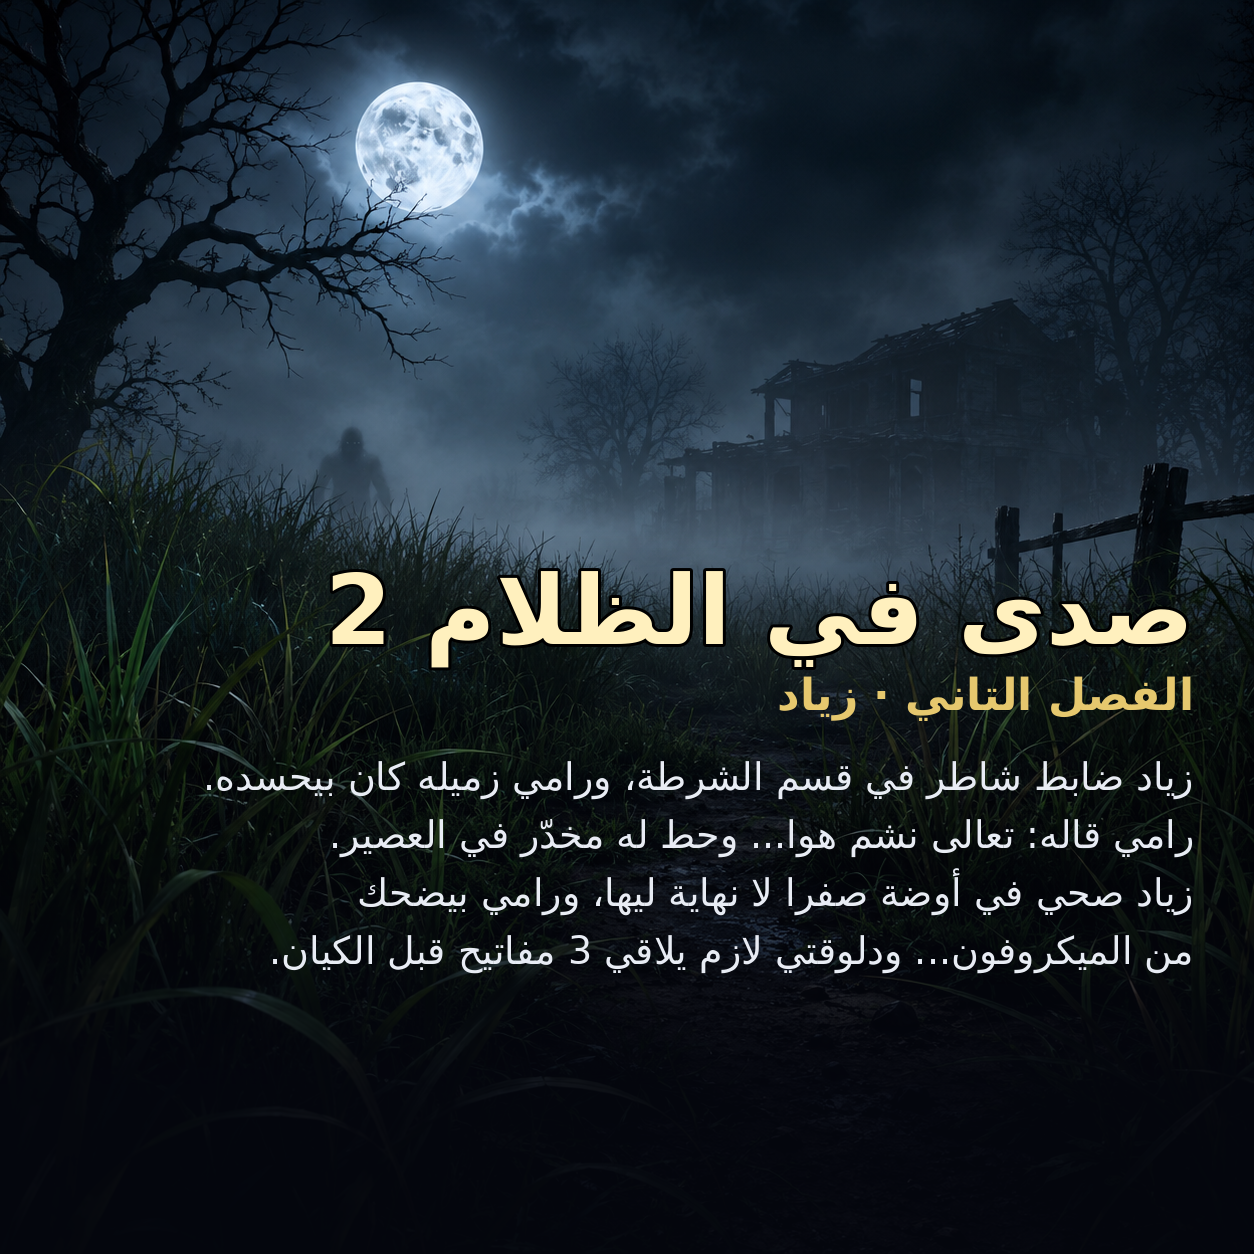 صدى في الظلام 2
الفصل التاني · زياد
زياد ضابط شاطر في قسم الشرطة، ورامي زميله كان بيحسده.
رامي قاله: تعالى نشم هوا... وحط له مخدّر في العصير.
زياد صحي في أوضة صفرا لا نهاية ليها، ورامي بيضحك
من الميكروفون... ودلوقتي لازم يلاقي 3 مفاتيح قبل الكيان.